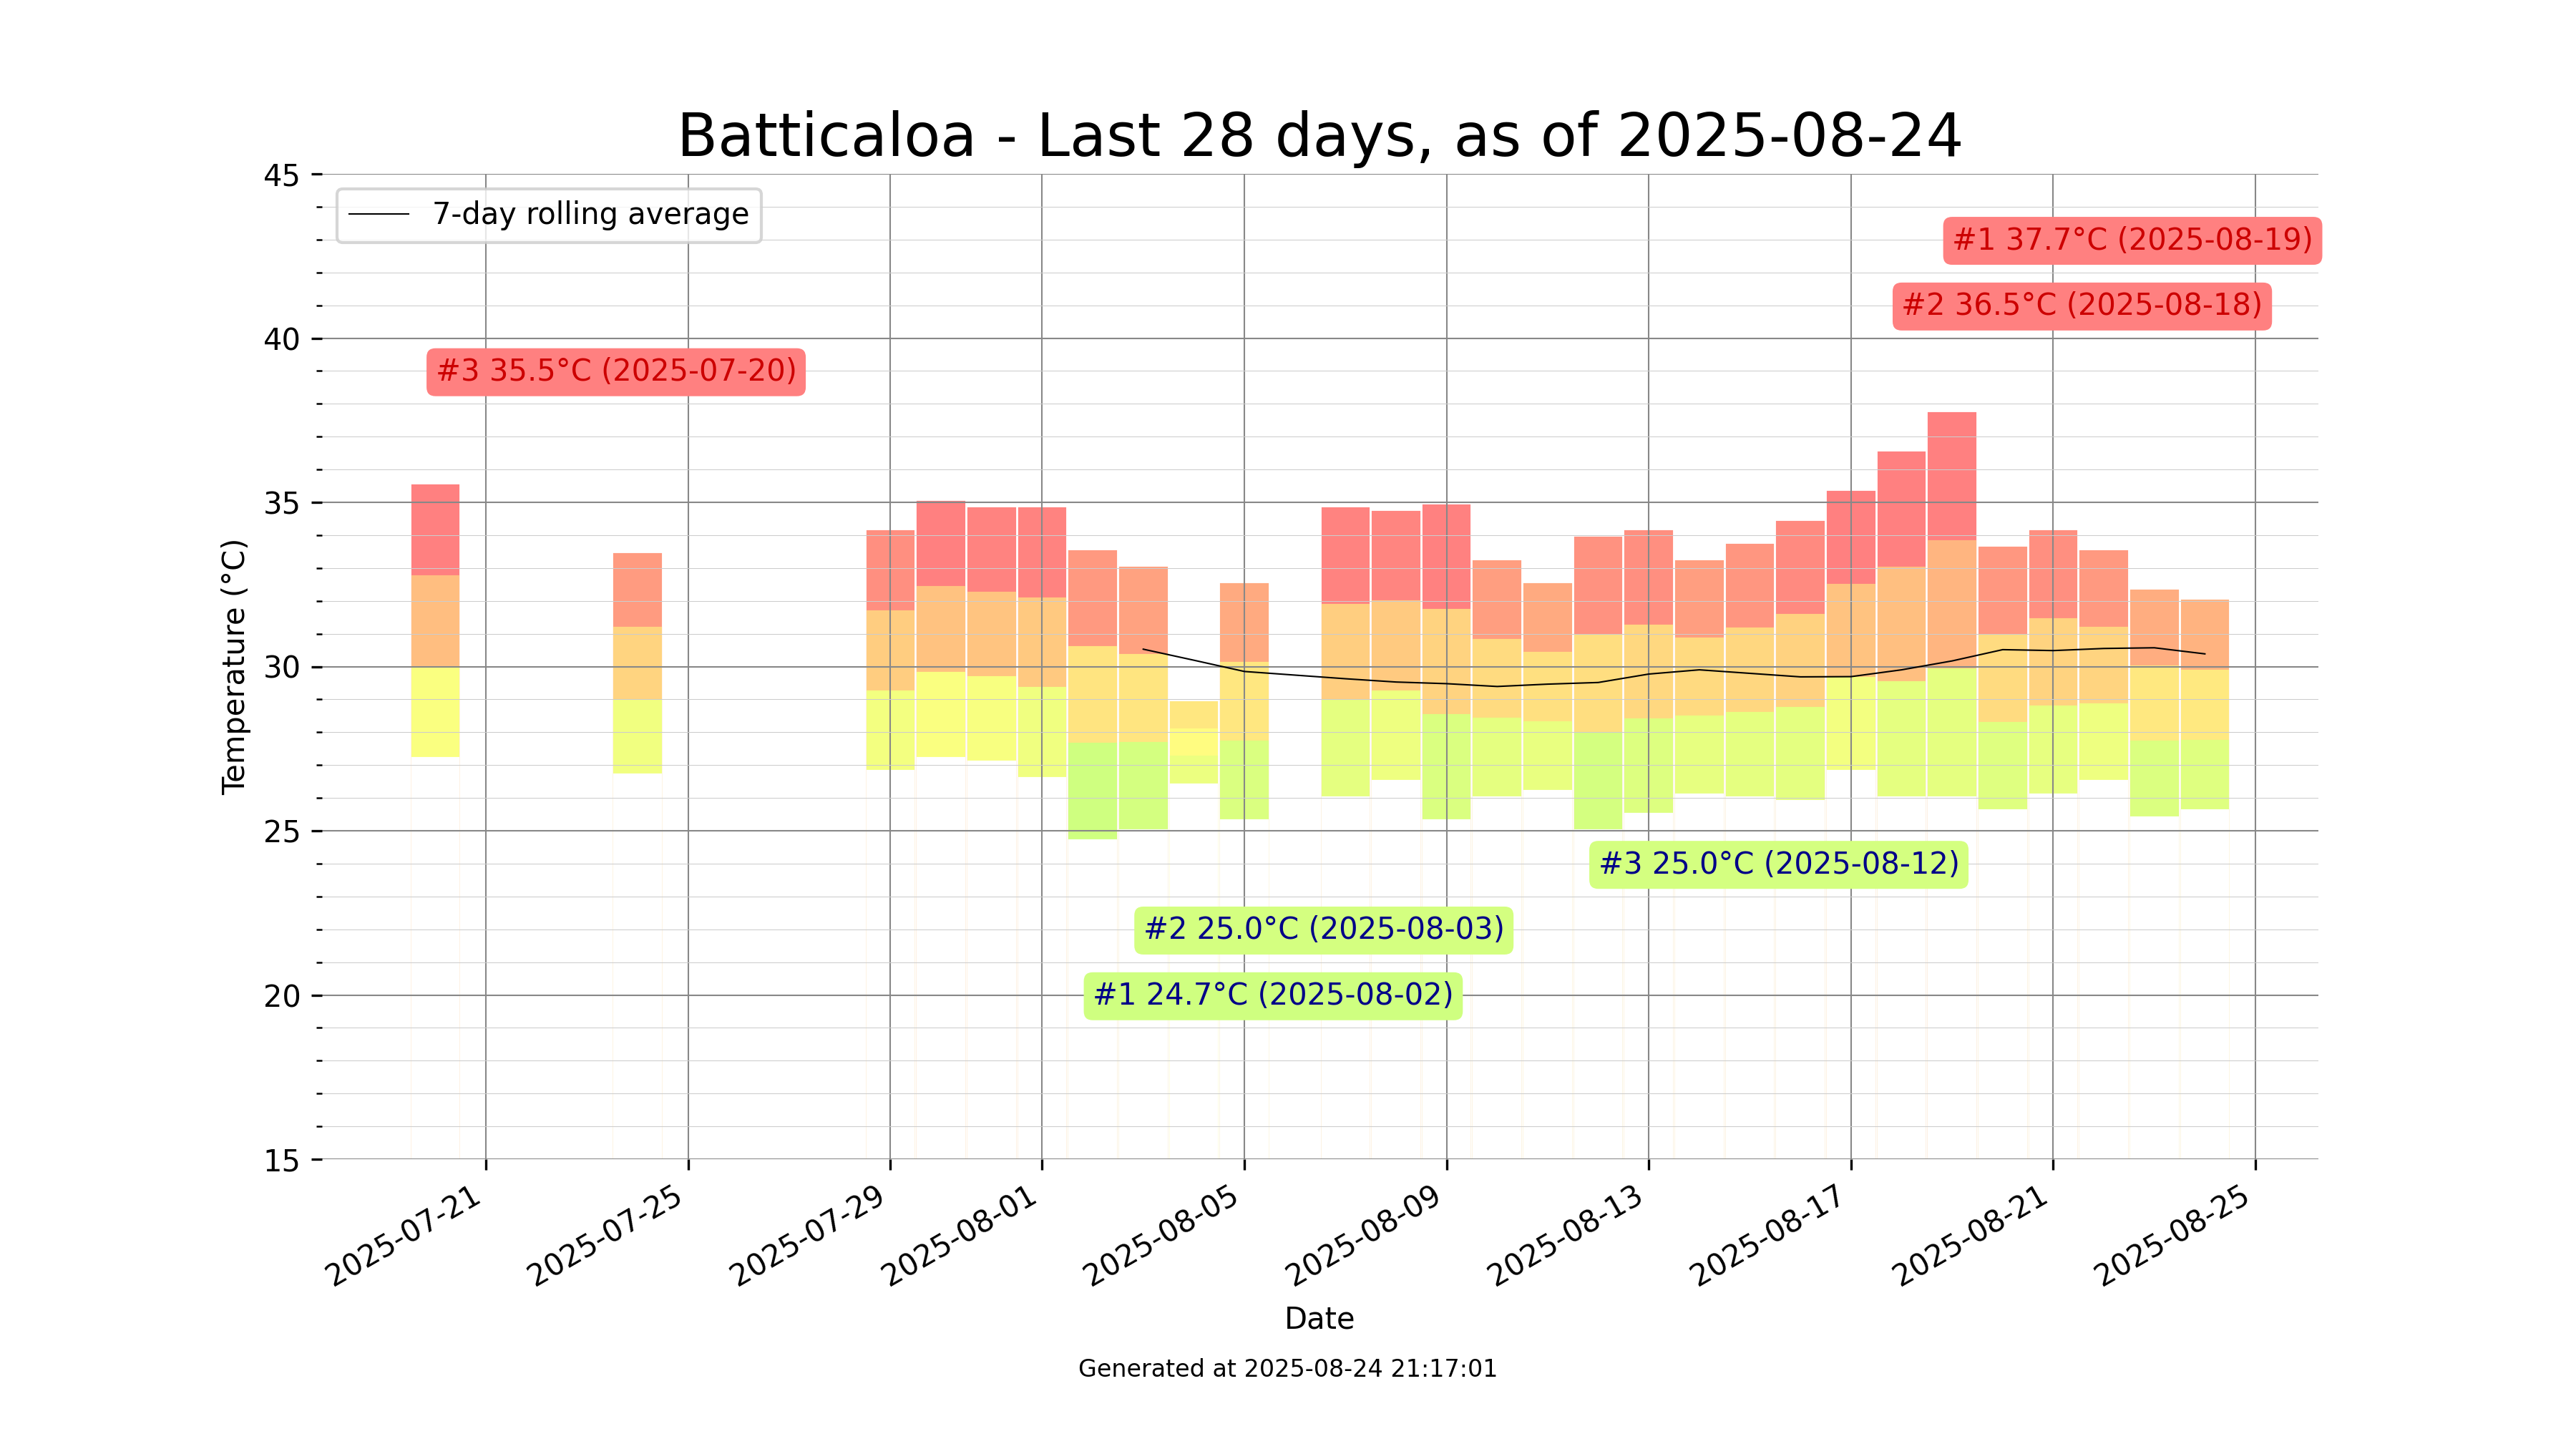 Batticaloa - Last 28 days, as of 2025-08-24
7-day rolling average
#1 37.7°C (2025-08-19)
#2 36.5°C (2025-08-18)
#3 35.5°C (2025-07-20)
#3 25.0°C (2025-08-12)
#2 25.0°C (2025-08-03)
#1 24.7°C (2025-08-02)
Temperature (°C)
45
40
35
30
25
20
15
2025-07-21
2025-07-25
2025-07-29
2025-08-01
2025-08-05
2025-08-09
2025-08-13
2025-08-17
2025-08-21
2025-08-25
Date
Generated at 2025-08-24 21:17:01